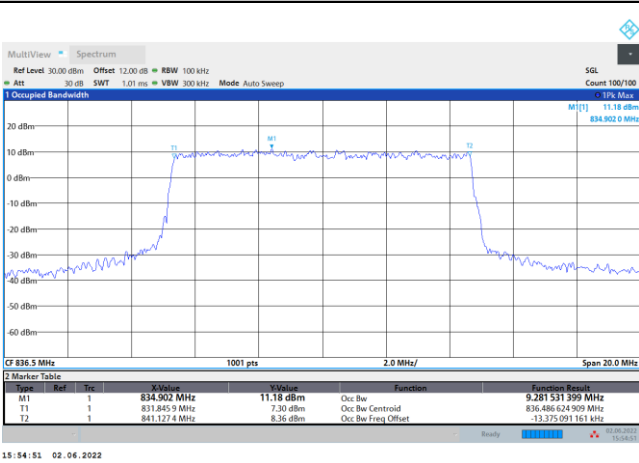 MultiView Spectrum
Ref Level 30.00 dBm Offset 12.00 dB RBW 100 kHz SGL
Att 30 dB SWT 1.01 ms VBW 300 kHz Mode Auto Sweep Count 100/100
1 Occupied Bandwidth 1Pk Max
M1[1] 11.18 dBm
834.902 0 MHz
20 dBm
M1
T1
T2
10 dBm
0 dBm
-10 dBm
-20 dBm
-30 dBm
-40 dBm
-50 dBm
-60 dBm
CF 836.5 MHz 1001 pts 2.0 MHz/ Span 20.0 MHz
2 Marker Table
Type Ref Trc X-Value Y-Value Function Function Result
M1 1 834.902 MHz 11.18 dBm Occ Bw 9.281 531 399 MHz
T1 1 831.845 9 MHz 7.30 dBm Occ Bw Centroid 836.486 624 909 MHz
T2 1 841.127 4 MHz 8.36 dBm Occ Bw Freq Offset -13.375 091 161 kHz
Ready 02.06.2022
15:54:51
15:54:51 02.06.2022